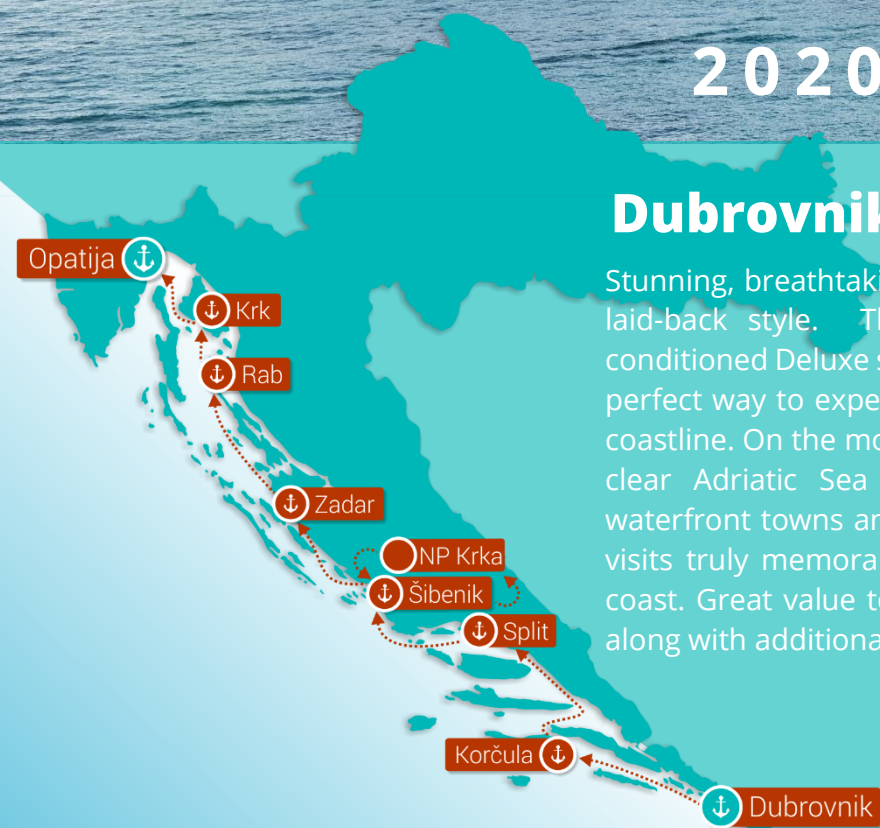 2020
Dubrovnik
Stunning, breathtaki
laid-back style. Th
conditioned Deluxe s
perfect way to expe
coastline. On the mo
clear Adriatic Sea
waterfront towns an
visits truly memora
coast. Great value to
along with additiona
Opatija
Krk
Rab
Zadar
NP Krka
Šibenik
Split
Korčula
Dubrovnik